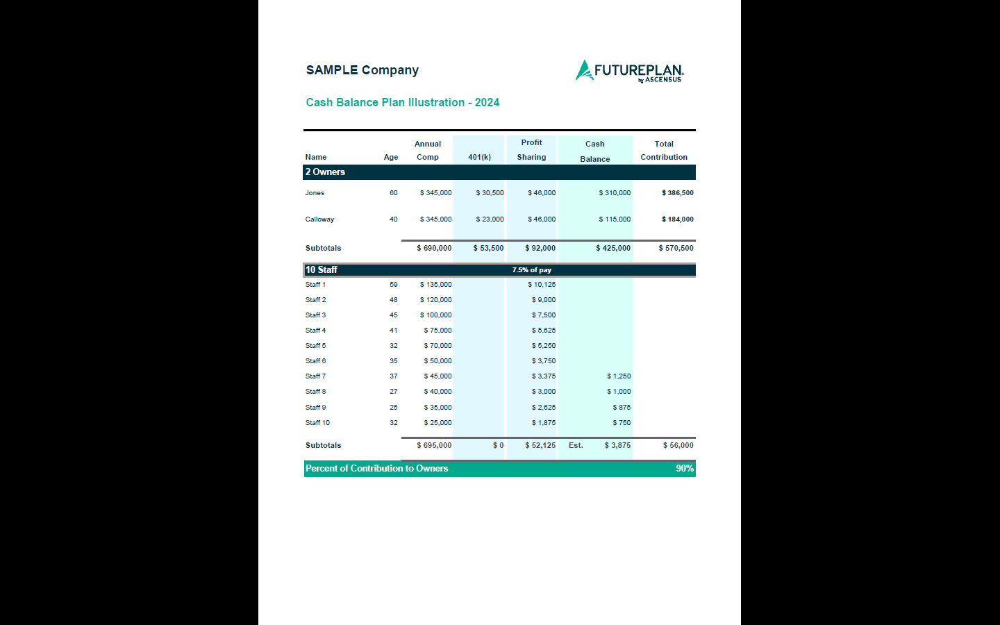 SAMPLE Company
FUTUREPLAN
by ASCENSUS
Cash Balance Plan Illustration - 2024
Annual Profit Cash Total
Name Age Comp 401(k) Sharing Balance Contribution
2 Owners
Jones 60 $ 345,000 $ 30,500 $ 46,000 $ 310,000 $ 386,500
Calloway 40 $ 345,000 $ 23,000 $ 46,000 $ 115,000 $ 184,000
Subtotals $ 690,000 $ 53,500 $ 92,000 $ 425,000 $ 570,500
10 Staff 7.5% of pay
Staff 1 59 $ 135,000 $ 10,125
Staff 2 48 $ 120,000 $ 9,000
Staff 3 45 $ 100,000 $ 7,500
Staff 4 41 $ 75,000 $ 5,625
Staff 5 32 $ 70,000 $ 5,250
Staff 6 35 $ 50,000 $ 3,750
Staff 7 37 $ 45,000 $ 3,375 $ 1,250
Staff 8 27 $ 40,000 $ 3,000 $ 1,000
Staff 9 25 $ 35,000 $ 2,625 $ 875
Staff 10 32 $ 25,000 $ 1,875 $ 750
Subtotals $ 695,000 $ 0 $ 52,125 Est. $ 3,875 $ 56,000
Percent of Contribution to Owners 90%